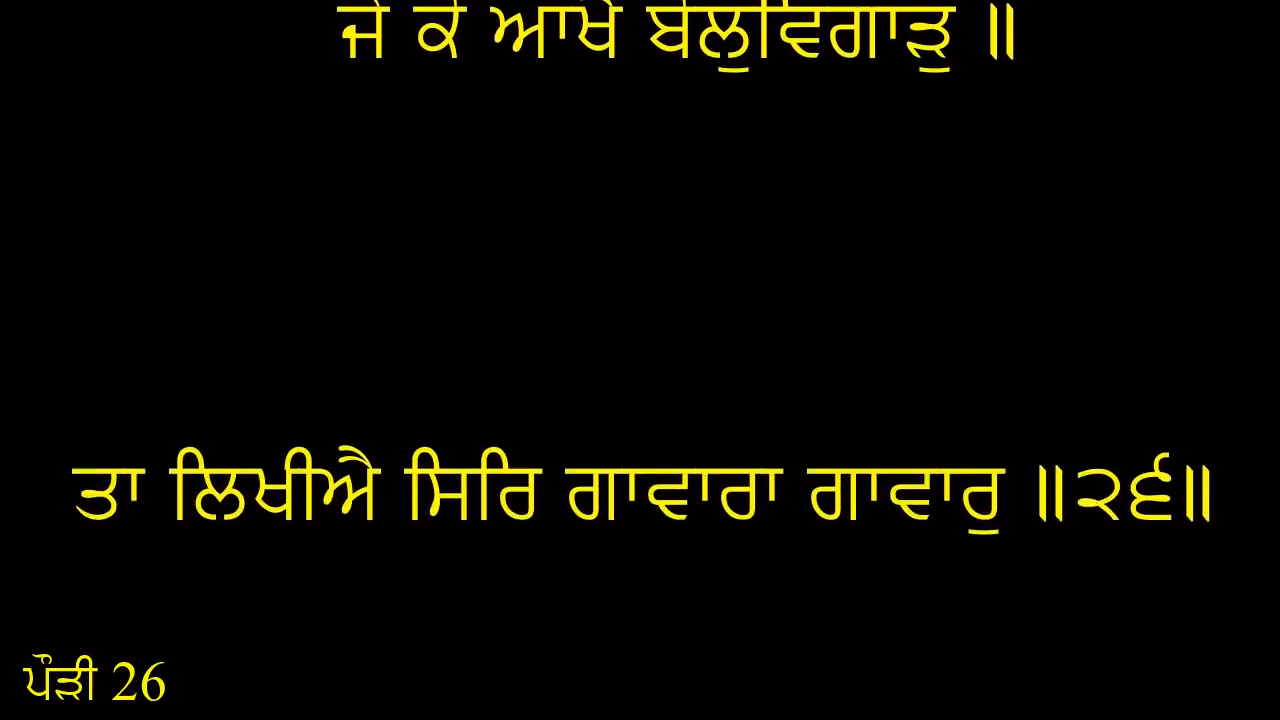 ਜੇ ਕੋ ਆਖੈ ਬੋਲੁਵਿਗਾੜੁ ॥
ਤਾ ਲਿਖੀਐ ਸਿਰਿ ਗਾਵਾਰਾ ਗਾਵਾਰੁ ॥੨੬॥
ਪੌੜੀ 26